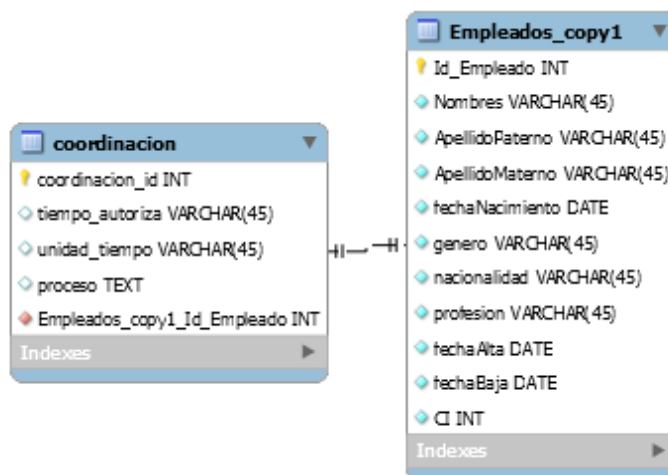 coordinacion
coordinacion_id INT
tiempo_autoriza VARCHAR(45)
unidad_tiempo VARCHAR(45)
proceso TEXT
Empleados_copy1_Id_Empleado INT
Indexes
Empleados_copy1
Id_Empleado INT
Nombres VARCHAR(45)
ApellidoPaterno VARCHAR(45)
ApellidoMaterno VARCHAR(45)
fechaNacimiento DATE
genero VARCHAR(45)
nacionalidad VARCHAR(45)
profesion VARCHAR(45)
fechaAlta DATE
fechaBaja DATE
CI INT
Indexes